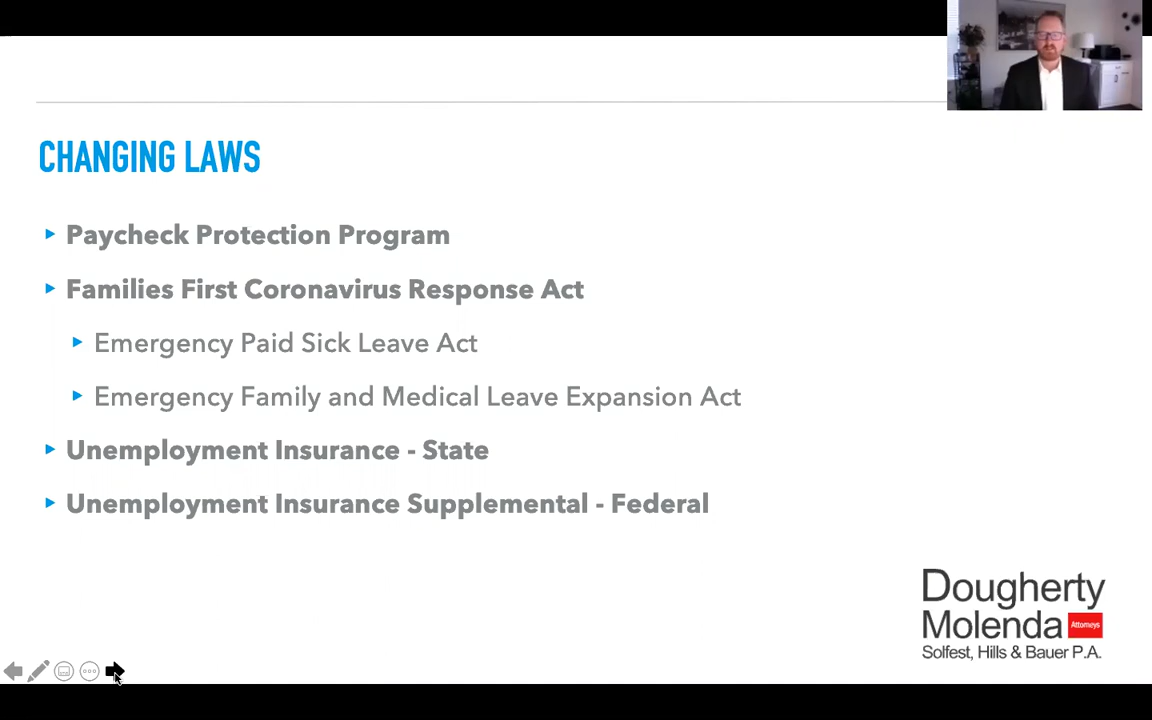 CHANGING LAWS
Paycheck Protection Program
Families First Coronavirus Response Act
Emergency Paid Sick Leave Act
Emergency Family and Medical Leave Expansion Act
Unemployment Insurance - State
Unemployment Insurance Supplemental - Federal
Dougherty
Molenda Attorneys
Solfest, Hills & Bauer P.A.